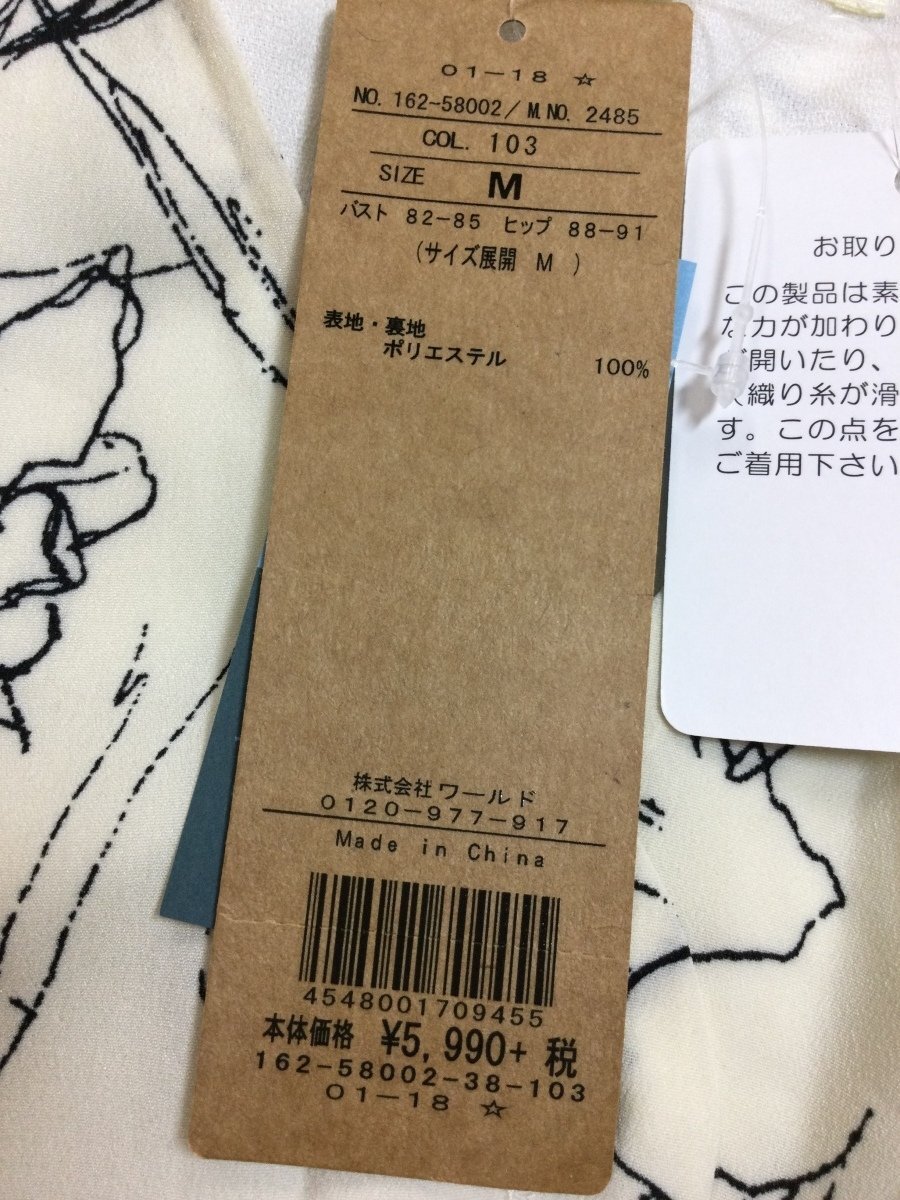 01-18 ☆
NO. 162-58002/ M.NO. 2485
COL. 103
SIZE M
バスト 82-85 ヒップ 88-91
(サイズ展開 M )
表地・裏地
ポリエステル 100%
株式会社ワールド
0120-977-917
Made in China
4548001709455
本体価格 ¥5,990+ 税
162-58002-38-103
01-18 ☆
お取り
この製品は素
な力が加わり
開いたり、
織り糸が滑
す。この点を
ご着用下さい